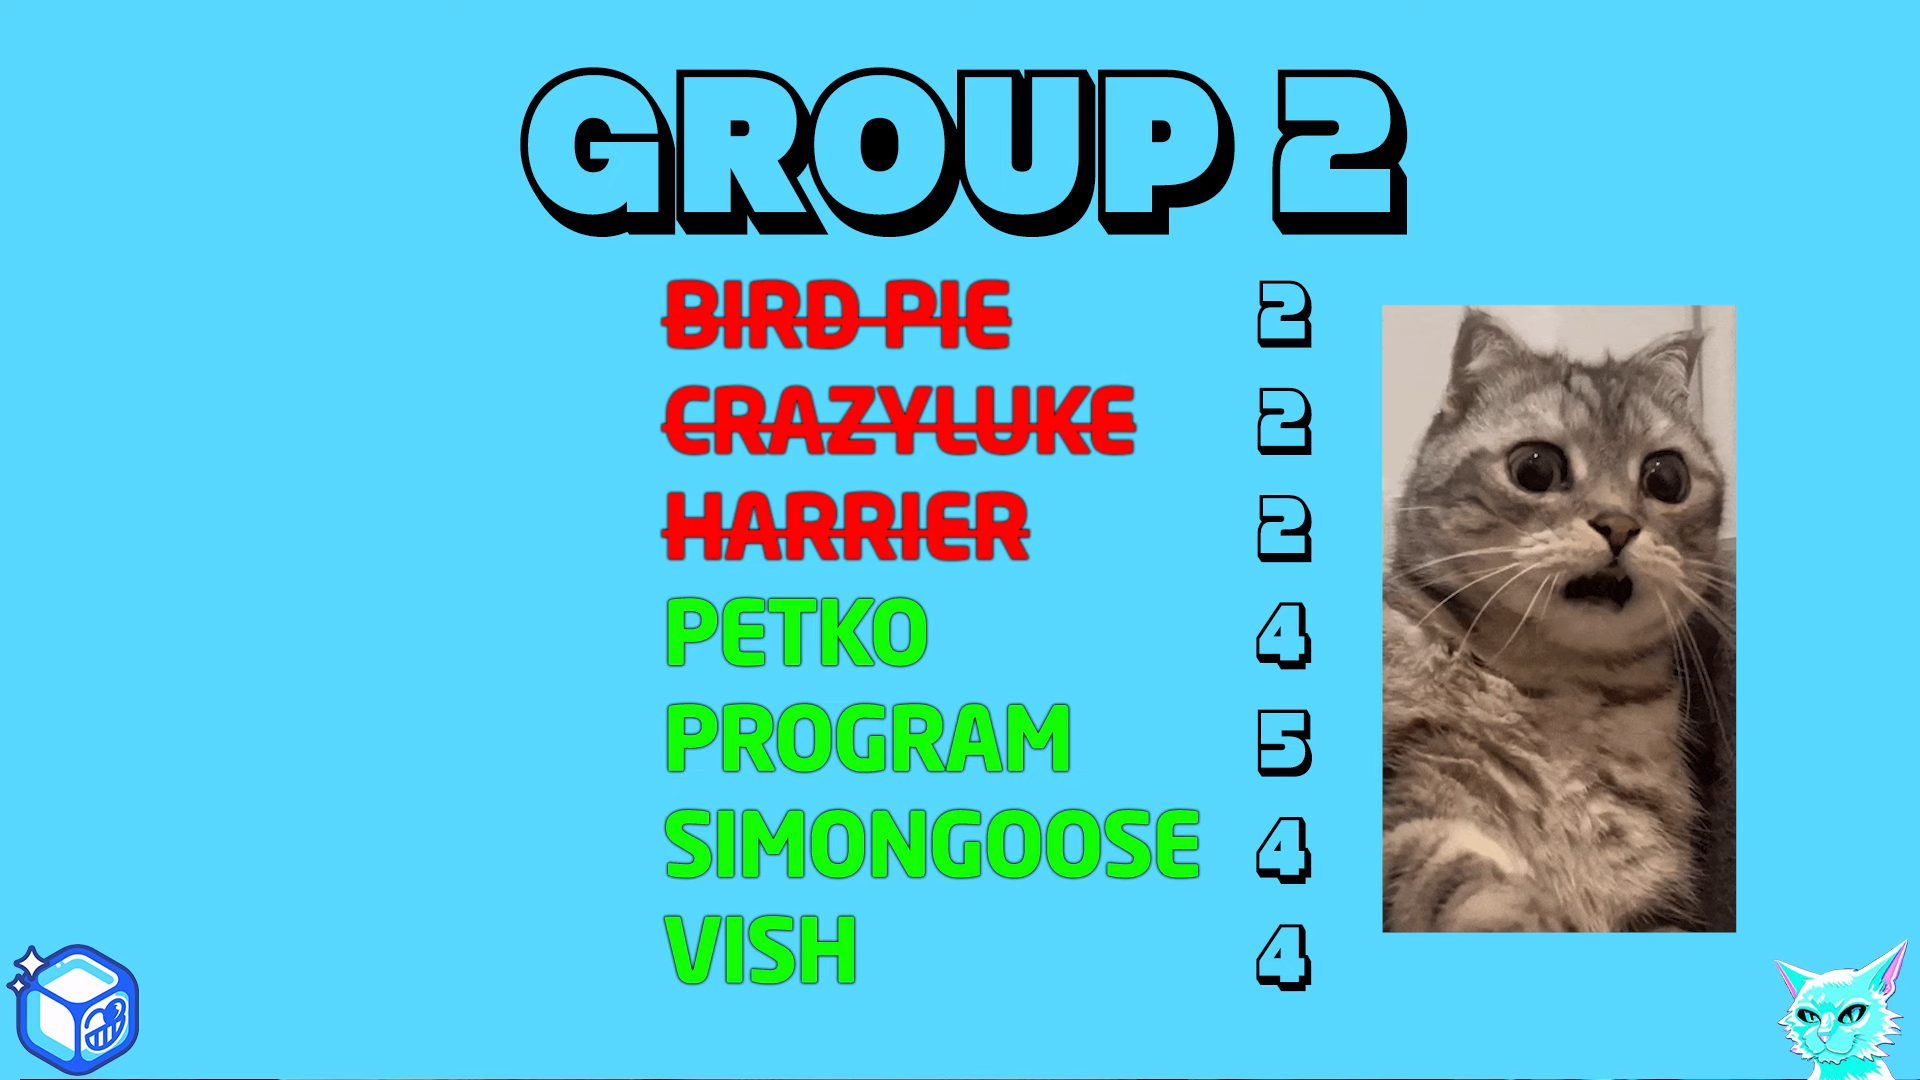 GROUP 2
BIRD PIE 2
CRAZYLUKE 2
HARRIER 2
PETKO 4
PROGRAM 5
SIMONGOOSE 4
VISH 4